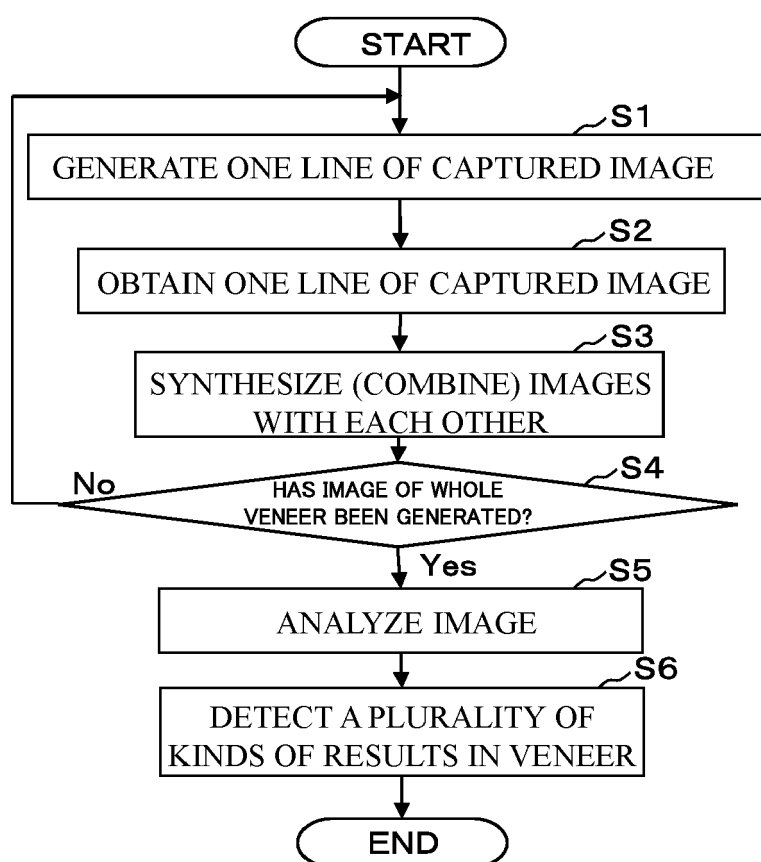 START
S1
GENERATE ONE LINE OF CAPTURED IMAGE
S2
OBTAIN ONE LINE OF CAPTURED IMAGE
S3
SYNTHESIZE (COMBINE) IMAGES
WITH EACH OTHER
S4
No
HAS IMAGE OF WHOLE
VENEER BEEN GENERATED?
Yes
S5
ANALYZE IMAGE
S6
DETECT A PLURALITY OF
KINDS OF RESULTS IN VENEER
END